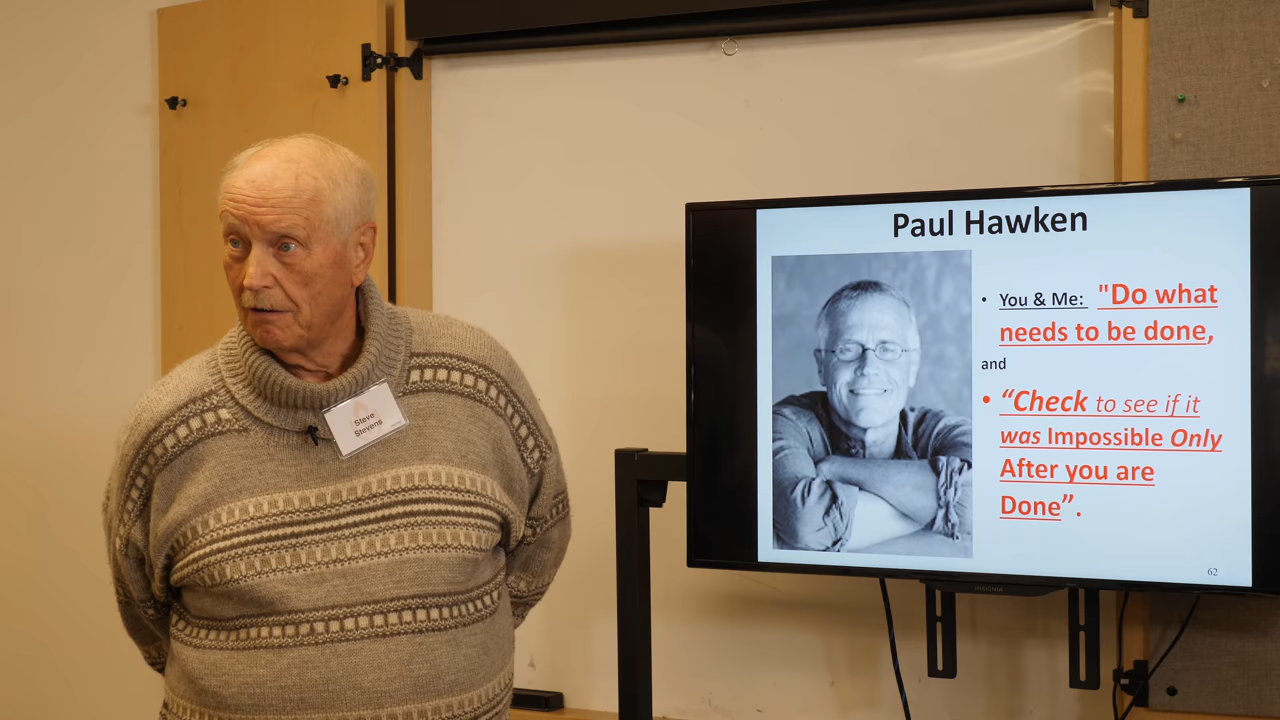 Steve
Stevens
Paul Hawken
• You & Me: "Do what
needs to be done,
and
• “Check to see if it
was Impossible Only
After you are
Done”.
62
INSIGNIA